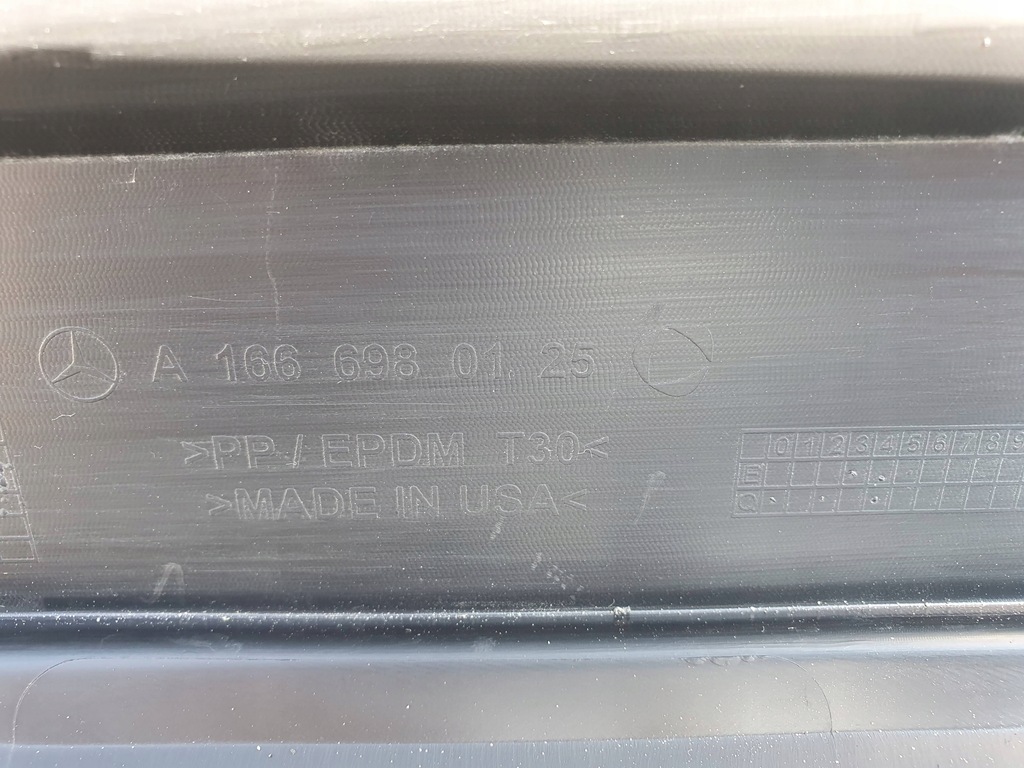 A 166 698 01 25
>PP / EPDM T30<
>MADE IN USA<
0 1 2 3 4 5 6 7 8 9
E
Q